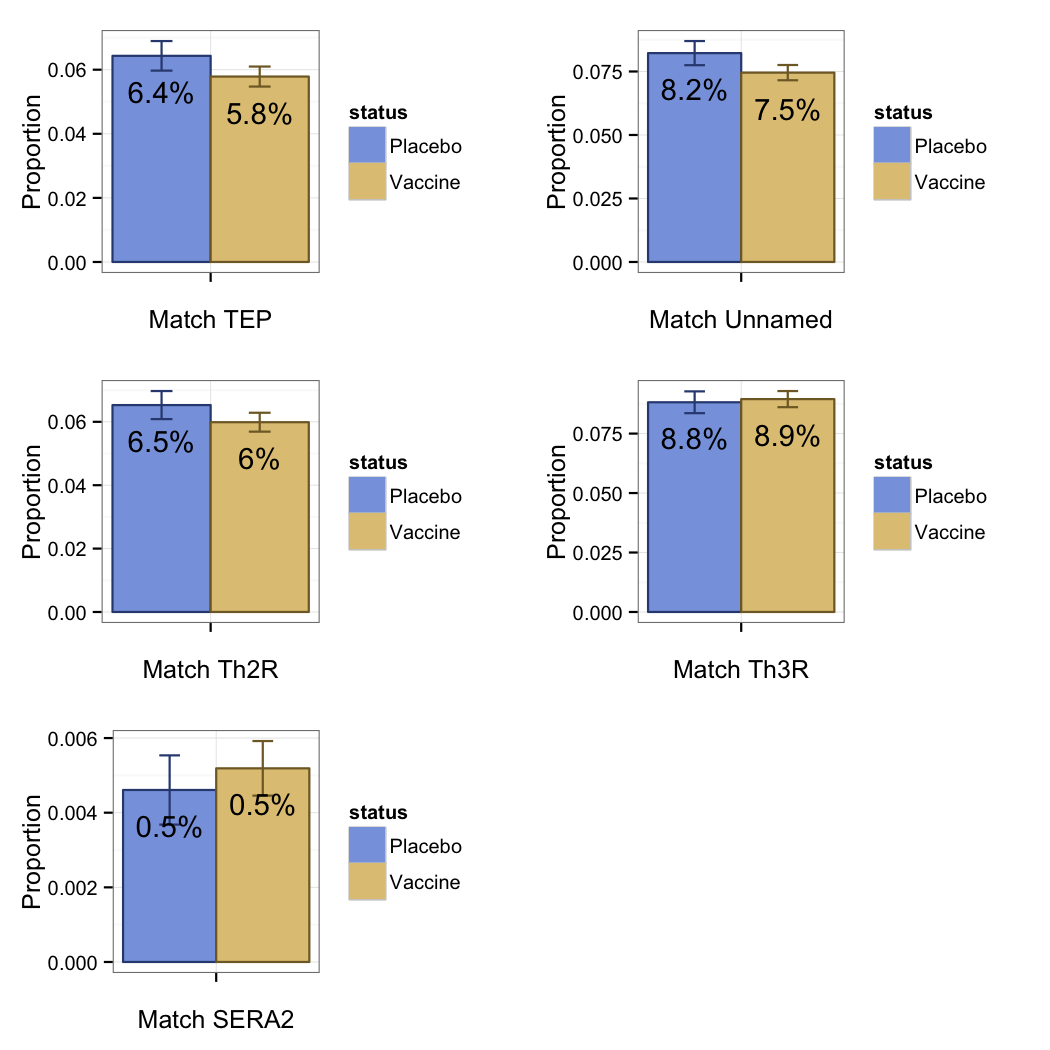 Proportion
0.06
0.04
0.02
0.00
6.4%
5.8%
Match TEP
status
Placebo
Vaccine
Proportion
0.075
0.050
0.025
0.000
8.2%
7.5%
Match Unnamed
status
Placebo
Vaccine
Proportion
0.06
0.04
0.02
0.00
6.5%
6%
Match Th2R
status
Placebo
Vaccine
Proportion
0.075
0.050
0.025
0.000
8.8%
8.9%
Match Th3R
status
Placebo
Vaccine
Proportion
0.006
0.004
0.002
0.000
0.5%
0.5%
Match SERA2
status
Placebo
Vaccine